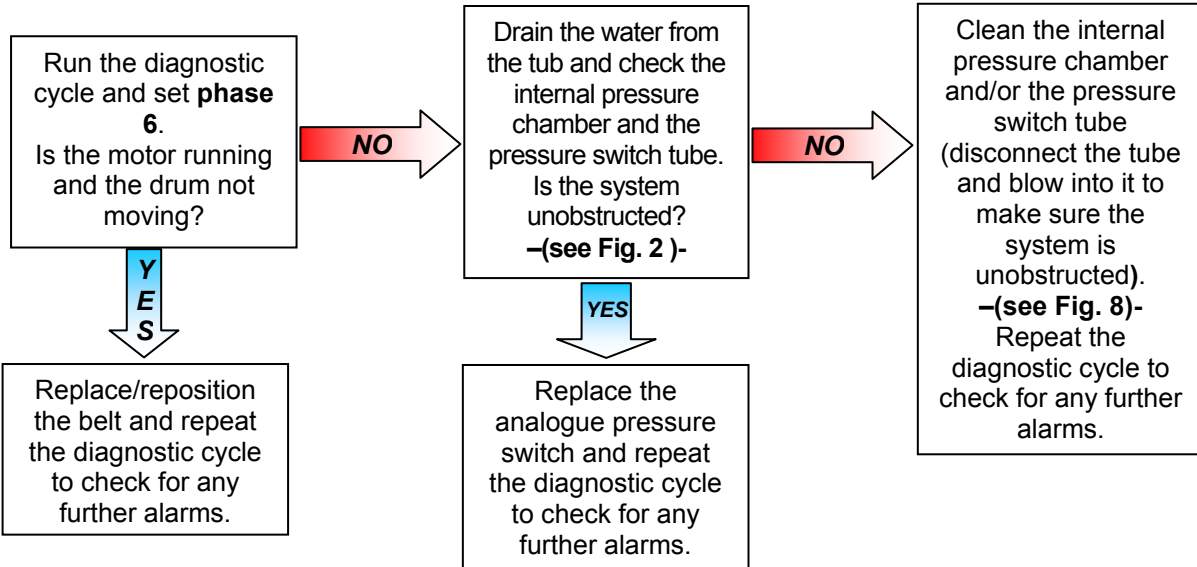 Run the diagnostic
cycle and set phase
6.
Is the motor running
and the drum not
moving?
NO
Drain the water from
the tub and check the
internal pressure
chamber and the
pressure switch tube.
Is the system
unobstructed?
–(see Fig. 2 )-
NO
Clean the internal
pressure chamber
and/or the pressure
switch tube
(disconnect the tube
and blow into it to
make sure the
system is
unobstructed).
–(see Fig. 8)-
Repeat the
diagnostic cycle to
check for any further
alarms.
Y
E
S
YES
Replace/reposition
the belt and repeat
the diagnostic cycle
to check for any
further alarms.
Replace the
analogue pressure
switch and repeat
the diagnostic cycle
to check for any
further alarms.